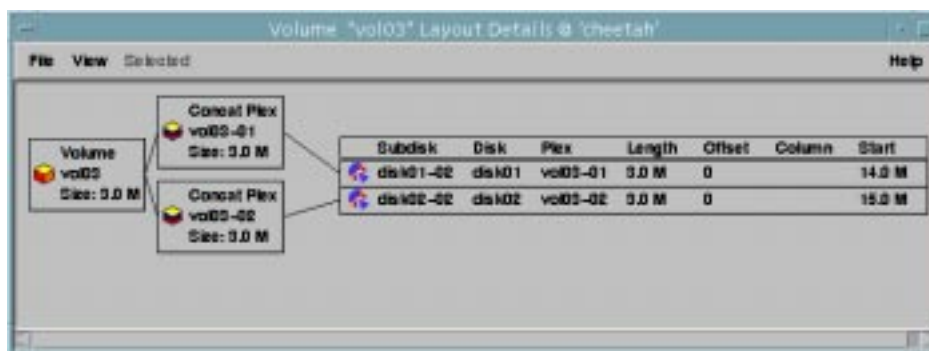 Volume "vol03" Layout Details @ 'cheetah'
File View Selected Help
Volume
vol03
Size: 3.0 M
Concat Plex
vol03-01
Size: 3.0 M
Concat Plex
vol03-02
Size: 3.0 M
Subdisk Disk Plex Length Offset Column Start
disk01-02 disk01 vol03-01 3.0 M 0 14.0 M
disk02-02 disk02 vol03-02 3.0 M 0 15.0 M